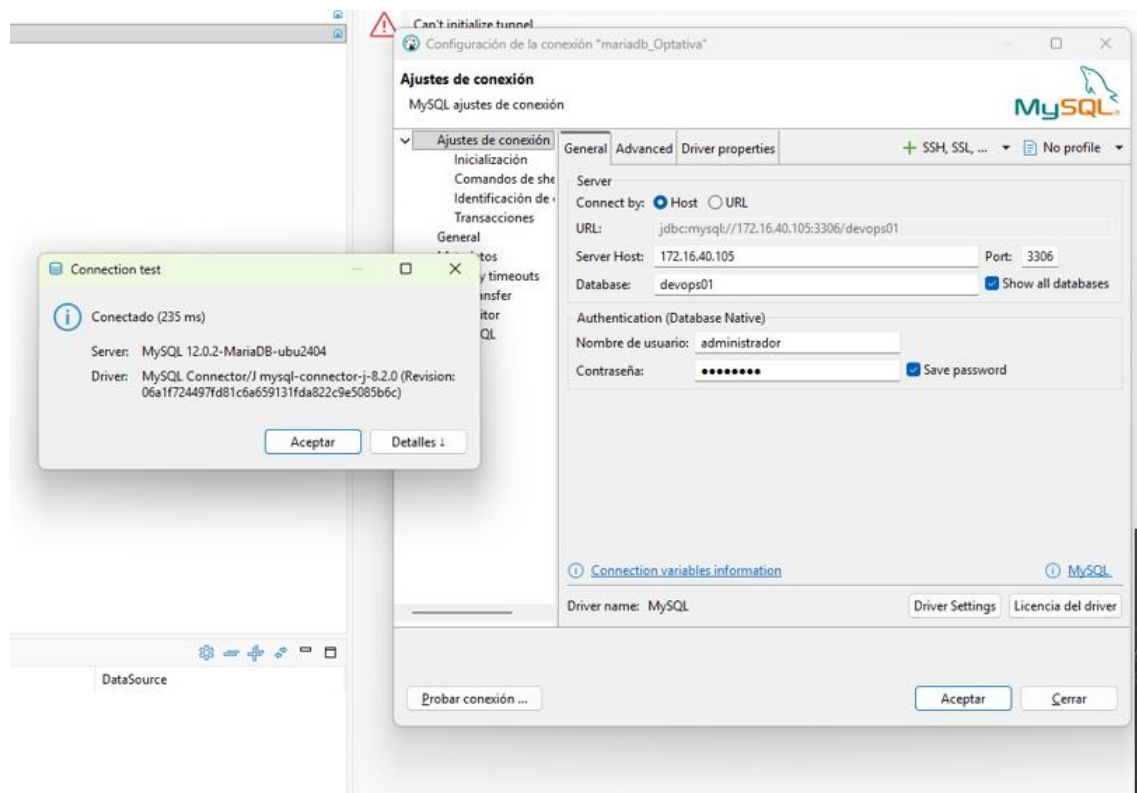 Can't initialize tunnel
Configuración de la conexión "mariadb_Optativa"
Ajustes de conexión
MySQL ajustes de conexión
MySQL
Ajustes de conexión
Inicialización
Comandos de she
Identificación de
Transacciones
General
tos
y timeouts
nsfer
itor
QL
General Advanced Driver properties
SSH, SSL, ...
No profile
Server
Connect by: Host URL
URL: jdbc:mysql://172.16.40.105:3306/devops01
Server Host: 172.16.40.105 Port: 3306
Database: devops01 Show all databases
Authentication (Database Native)
Nombre de usuario: administrador
Contraseña: •••••••• Save password
Connection variables information
MySQL
Driver name: MySQL
Driver Settings
Licencia del driver
Probar conexión ...
Aceptar
Cerrar
Connection test
Conectado (235 ms)
Server: MySQL 12.0.2-MariaDB-ubu2404
Driver: MySQL Connector/J mysql-connector-j-8.2.0 (Revision:
06a1f724497fd81c6a659131fda822c9e5085b6c)
Aceptar
Detalles ↓
DataSource